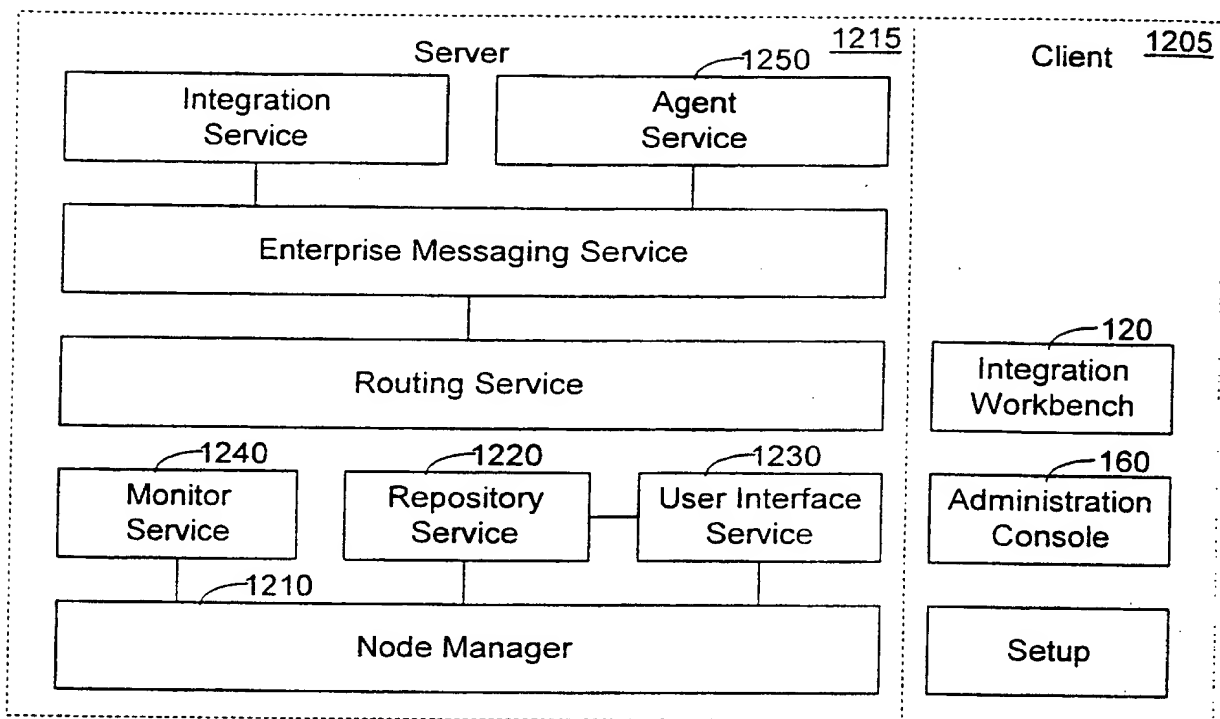 Server
1215
Client
1205
1250
Integration
Service
Agent
Service
Enterprise Messaging Service
Routing Service
120
Integration
Workbench
1240
Monitor
Service
1220
Repository
Service
1230
User Interface
Service
160
Administration
Console
1210
Node Manager
Setup